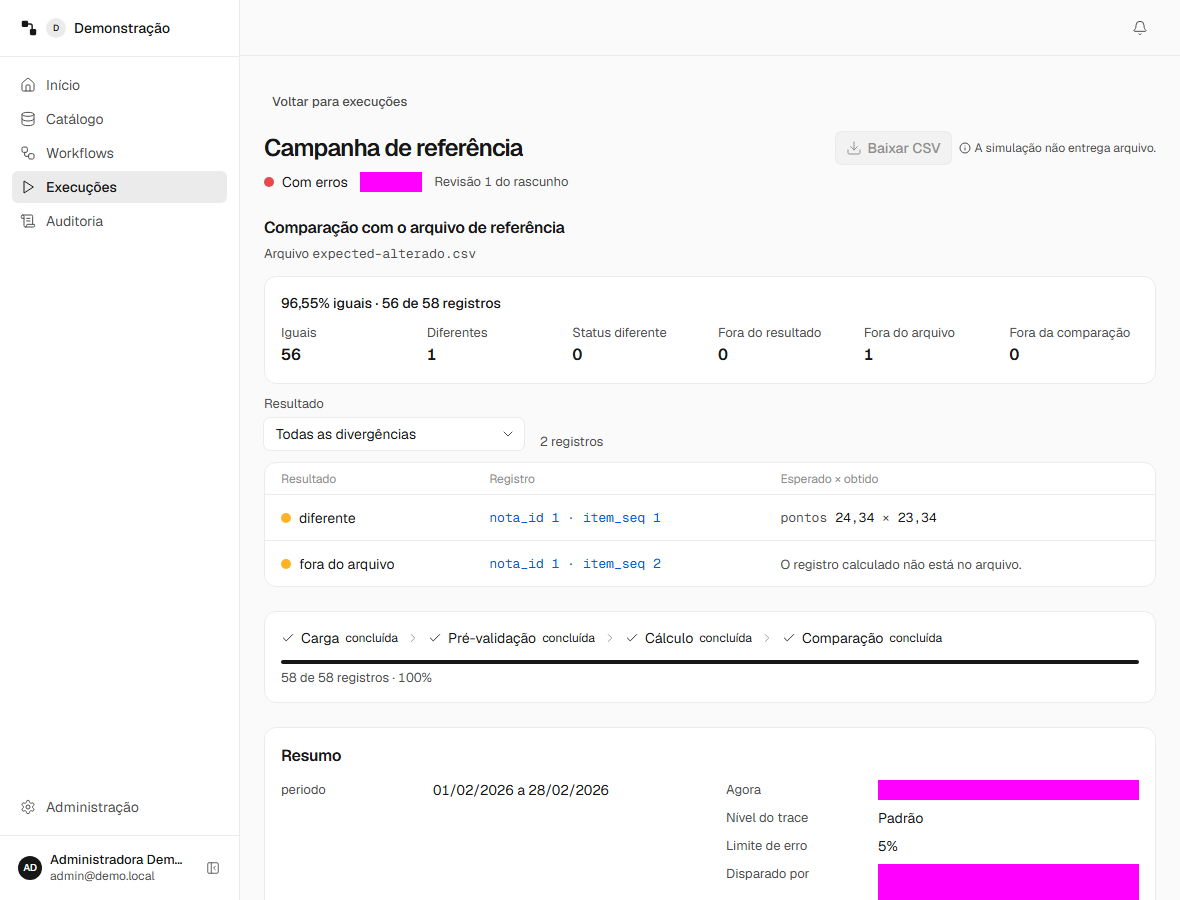 D Demonstração
Início
Catálogo
Workflows
Execuções
Auditoria
Administração
AD Administradora Dem...
admin@demo.local
Voltar para execuções
Campanha de referência
Baixar CSV
A simulação não entrega arquivo.
Com erros
Revisão 1 do rascunho
Comparação com o arquivo de referência
Arquivo expected-alterado.csv
96,55% iguais · 56 de 58 registros
Iguais Diferentes Status diferente Fora do resultado Fora do arquivo Fora da comparação
56 1 0 0 1 0
Resultado
Todas as divergências
2 registros
Resultado Registro Esperado × obtido
diferente nota_id 1 · item_seq 1 pontos 24,34 × 23,34
fora do arquivo nota_id 1 · item_seq 2 O registro calculado não está no arquivo.
Carga concluída Pré-validação concluída Cálculo concluída Comparação concluída
58 de 58 registros · 100%
Resumo
periodo 01/02/2026 a 28/02/2026
Agora
Nível do trace Padrão
Limite de erro 5%
Disparado por